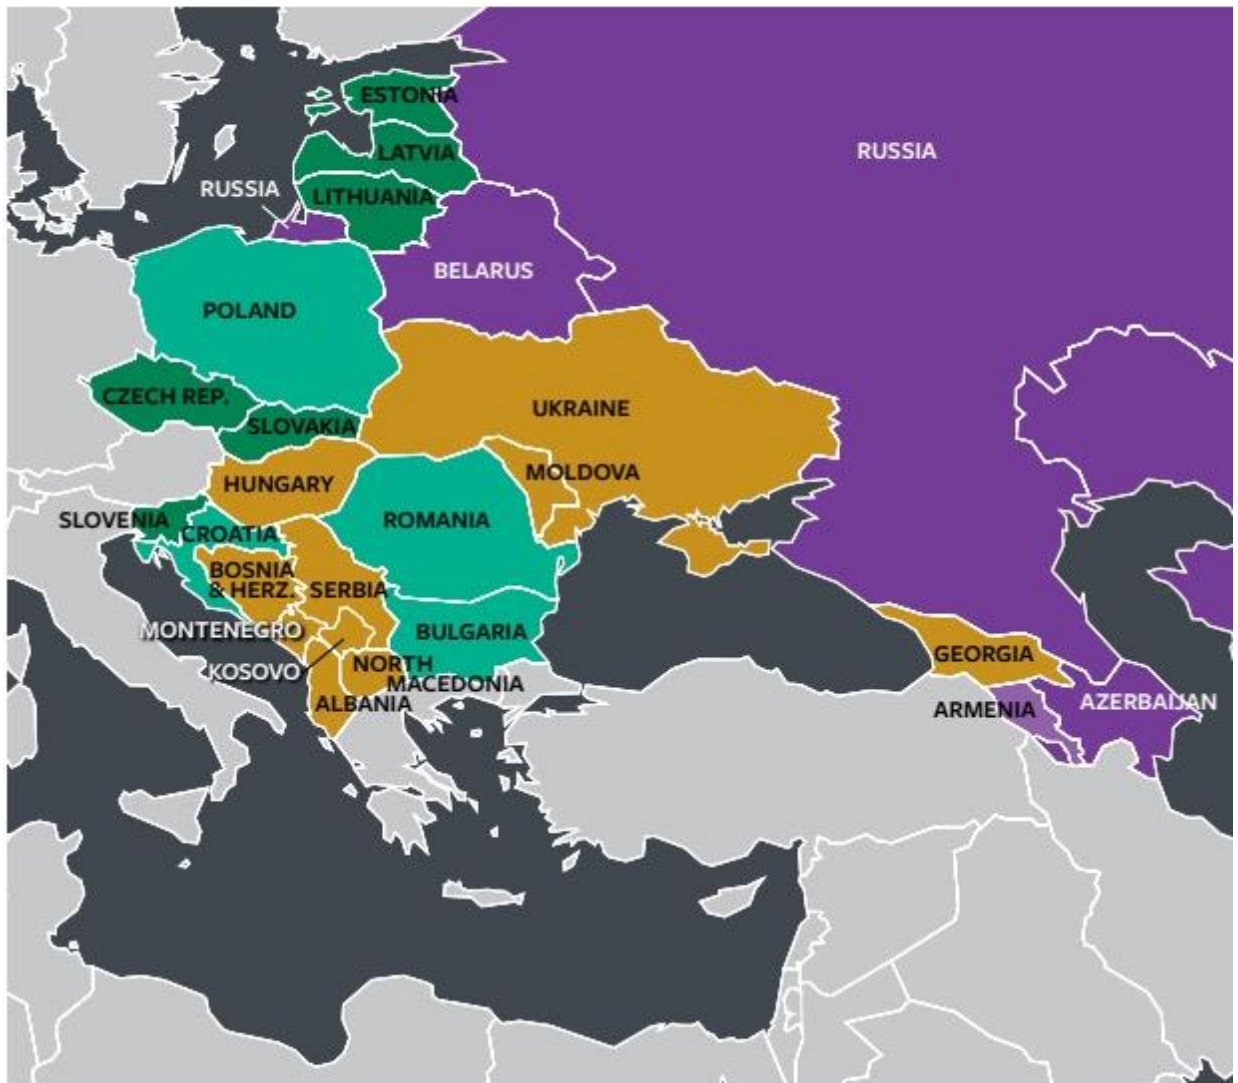 ESTONIA
RUSSIA
LATVIA
RUSSIA
LITHUANIA
BELARUS
POLAND
CZECH REP.
UKRAINE
SLOVAKIA
MOLDOVA
HUNGARY
SLOVENIA
ROMANIA
CROATIA
BOSNIA
& HERZ.
SERBIA
MONTENEGRO
BULGARIA
GEORGIA
KOSOVO
NORTH
MACEDONIA
ALBANIA
ARMENIA
AZERBAIJAN